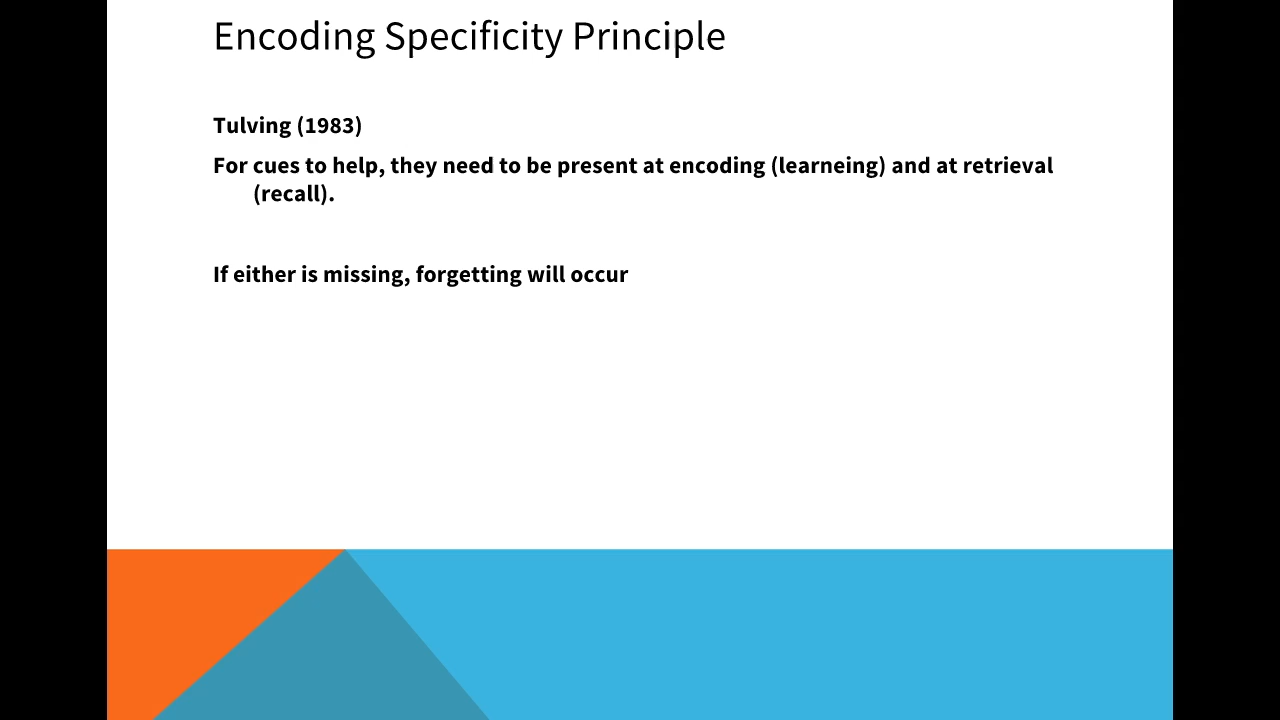 Encoding Specificity Principle
Tulving (1983)
For cues to help, they need to be present at encoding (learneing) and at retrieval
(recall).
If either is missing, forgetting will occur